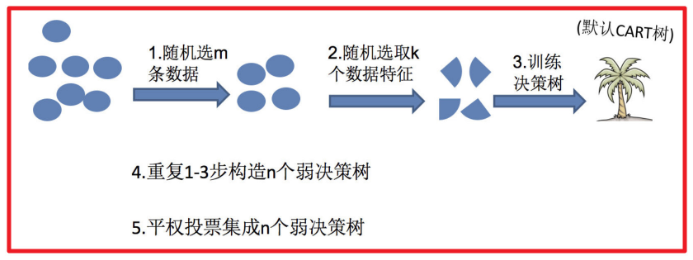 (默认CART树)
1.随机选m
条数据
2.随机选取k
个数据特征
3.训练
决策树
4.重复1-3步构造n个弱决策树
5.平权投票集成n个弱决策树